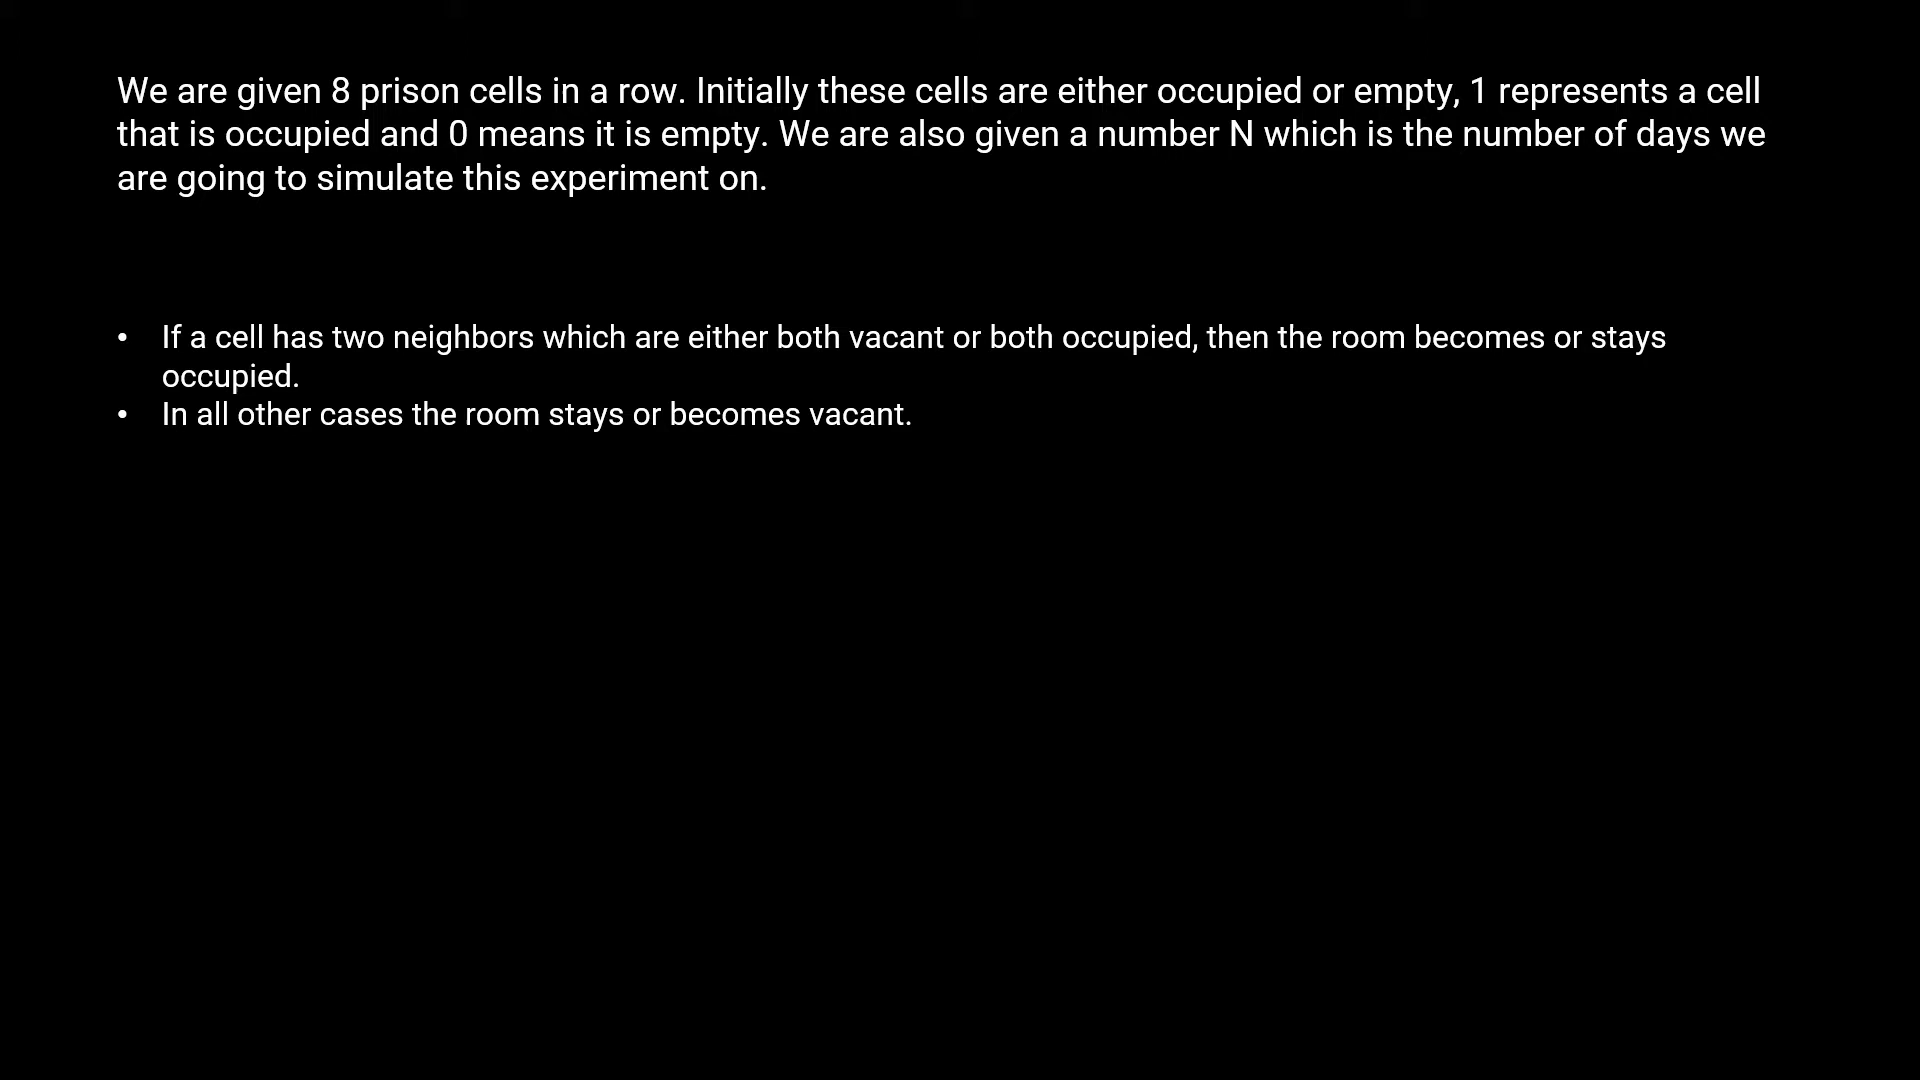 We are given 8 prison cells in a row. Initially these cells are either occupied or empty, 1 represents a cell
that is occupied and 0 means it is empty. We are also given a number N which is the number of days we
are going to simulate this experiment on.
• If a cell has two neighbors which are either both vacant or both occupied, then the room becomes or stays
occupied.
• In all other cases the room stays or becomes vacant.